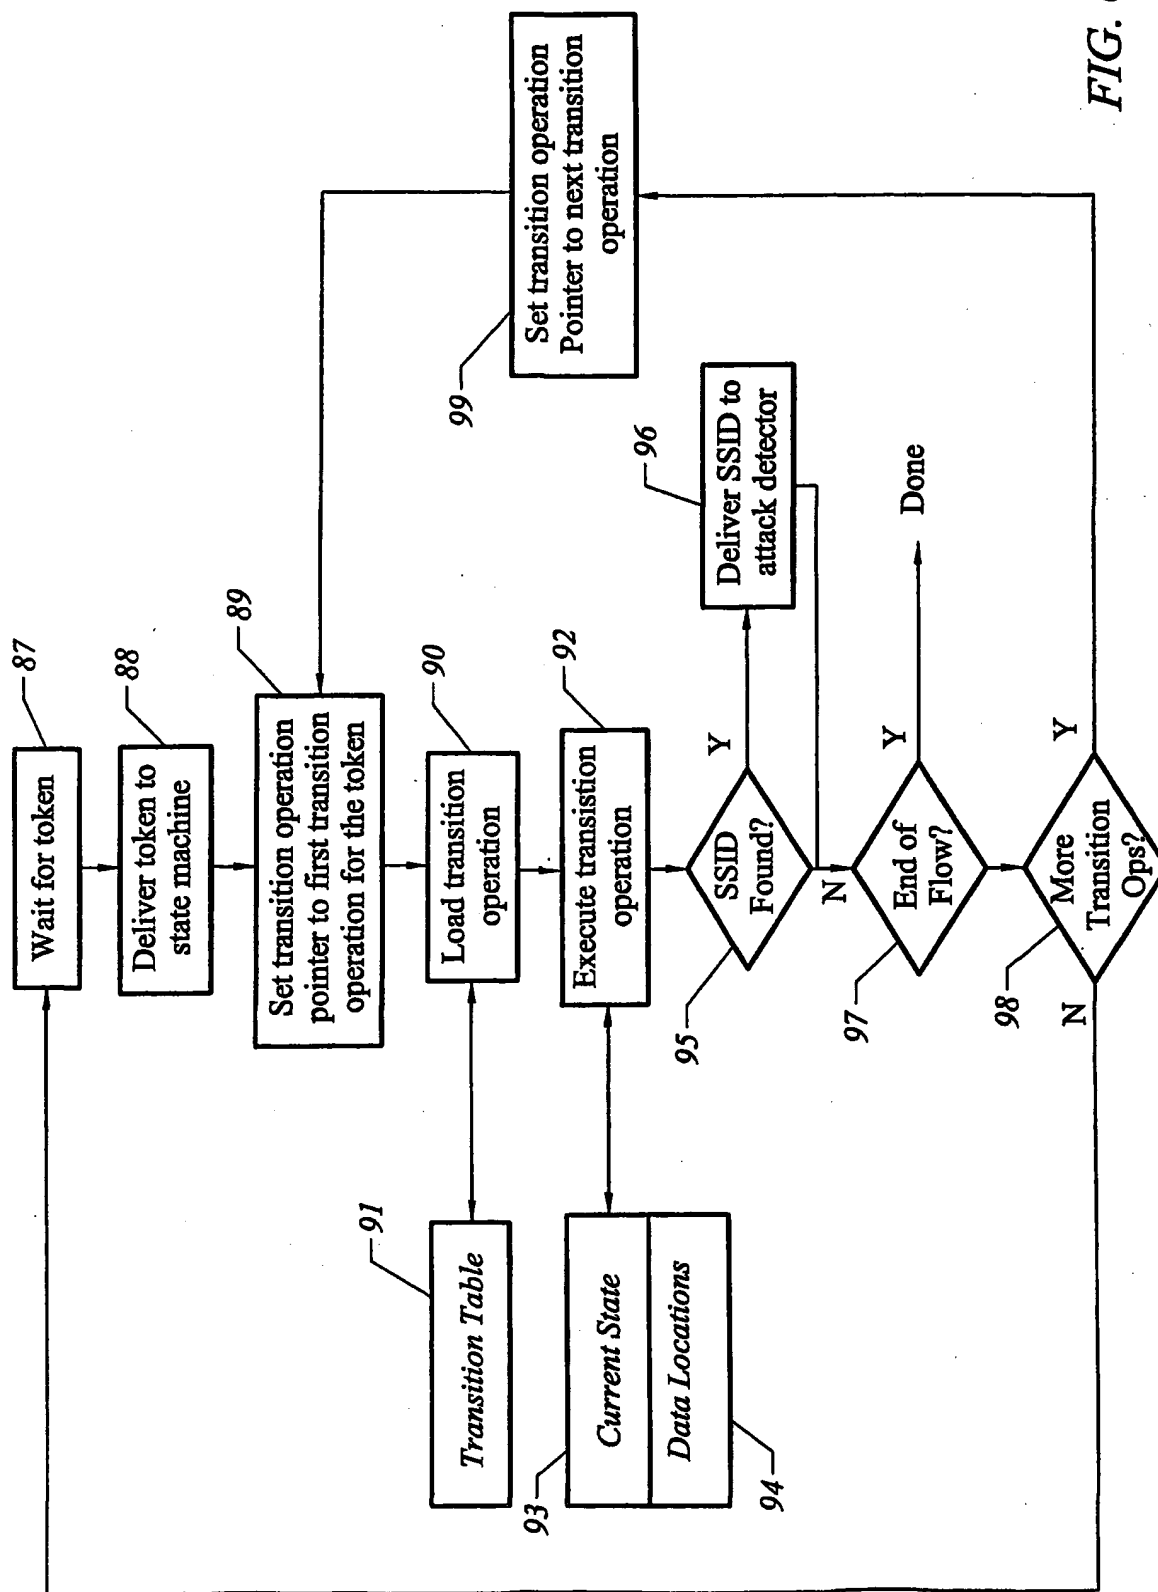 87
Wait for token
88
Deliver token to
state machine
89
Set transition operation
pointer to first transition
operation for the token
90
Load transition
operation
91
Transition Table
92
Execute transistion
operation
93
Current State
Data Locations
94
95
SSID
Found?
Y
N
96
Deliver SSID to
attack detector
97
End of
Flow?
Y
Done
98
More
Transition
Ops?
Y
N
99
Set transition operation
Pointer to next transition
operation
FIG.